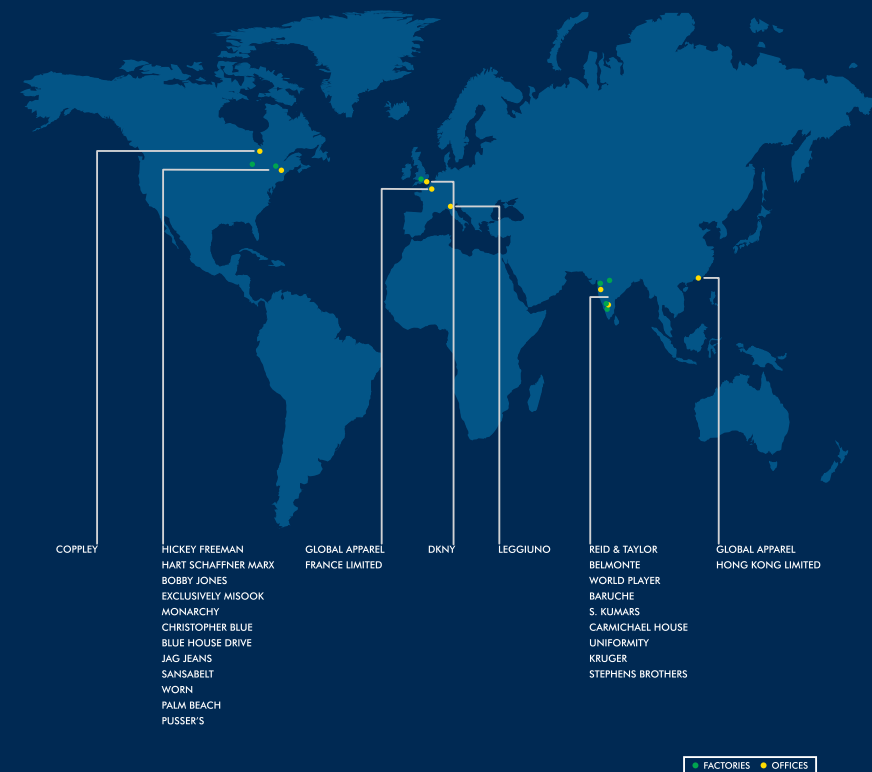 COPPLEY
HICKEY FREEMAN
HART SCHAFFNER MARX
BOBBY JONES
EXCLUSIVELY MISOOK
MONARCHY
CHRISTOPHER BLUE
BLUE HOUSE DRIVE
JAG JEANS
SANSABELT
WORN
PALM BEACH
PUSSER'S
GLOBAL APPAREL
FRANCE LIMITED
DKNY
LEGGIUNO
REID & TAYLOR
BELMONTE
WORLD PLAYER
BARUCHE
S. KUMARS
CARMICHAEL HOUSE
UNIFORMITY
KRUGER
STEPHENS BROTHERS
GLOBAL APPAREL
HONG KONG LIMITED
FACTORIES OFFICES